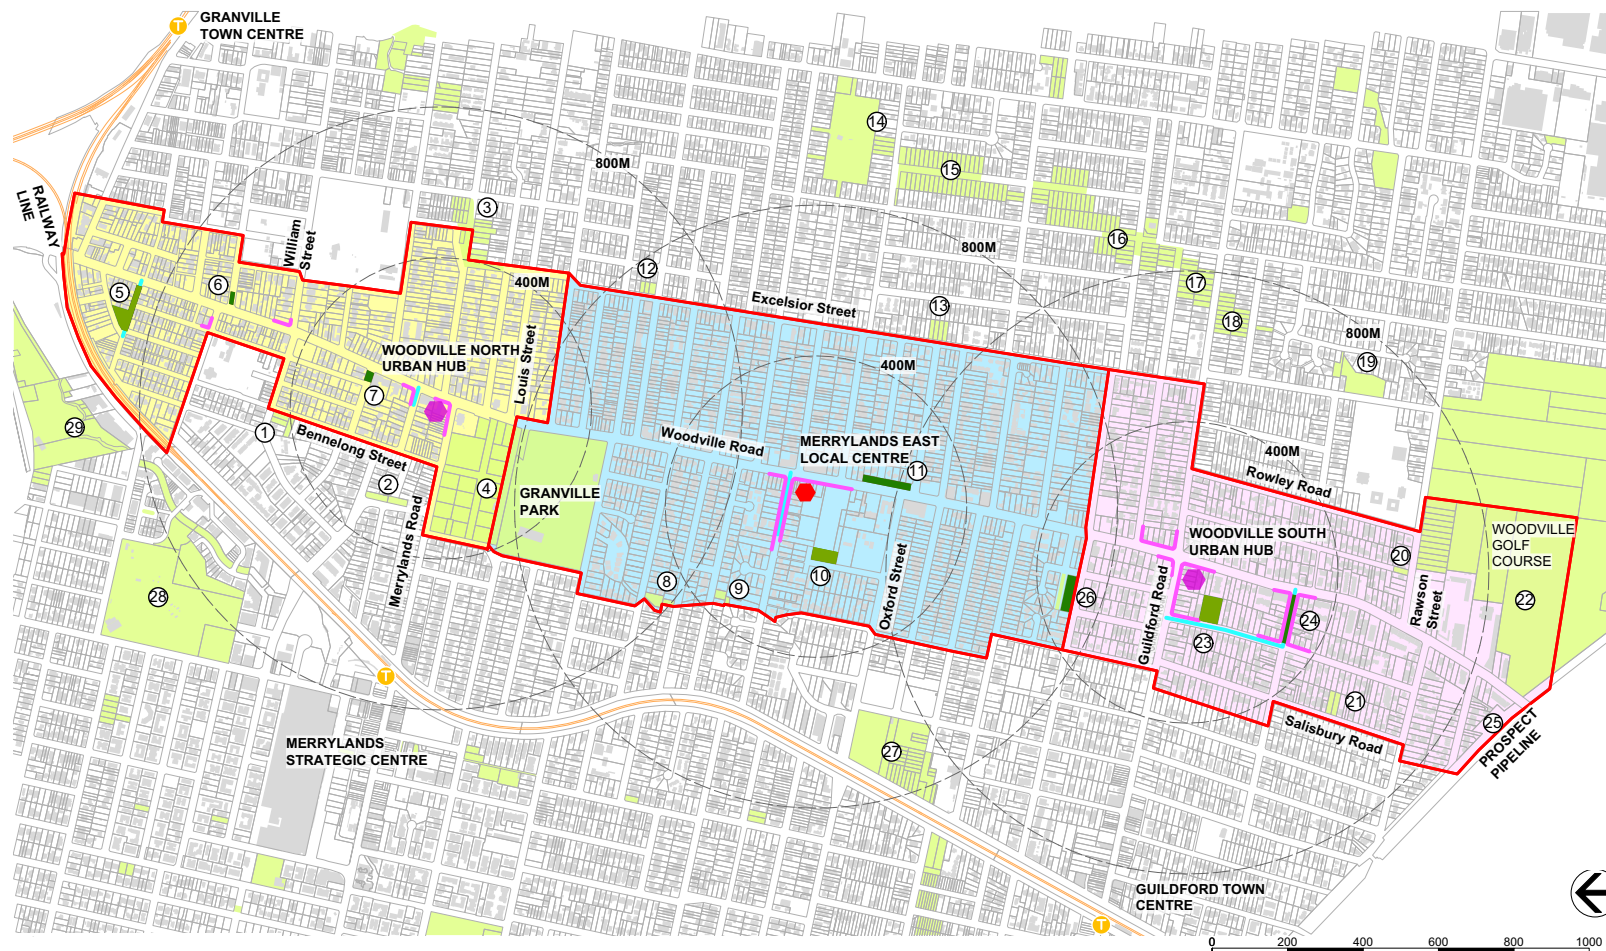 T
GRANVILLE
TOWN CENTRE
14
800M
15
RAILWAY
LINE
3
William
Street
16
800M
12
17
5
6
400M
13
Excelsior Street
18
800M
19
WOODVILLE NORTH
URBAN HUB
Louis Street
400M
7
29
1
Bennelong Street
Woodville Road
MERRYLANDS EAST
LOCAL CENTRE
11
400M
Rowley Road
2
4
GRANVILLE
PARK
Merrylands Road
WOODVILLE SOUTH
URBAN HUB
WOODVILLE
GOLF
COURSE
20
Oxford Street
8
9
10
26
Guildford Road
Rawson
Street
22
28
23
24
T
21
Salisbury Road
25
PROSPECT
PIPELINE
MERRYLANDS
STRATEGIC CENTRE
27
GUILDFORD TOWN
CENTRE
T
0 200 400 600 800 1000